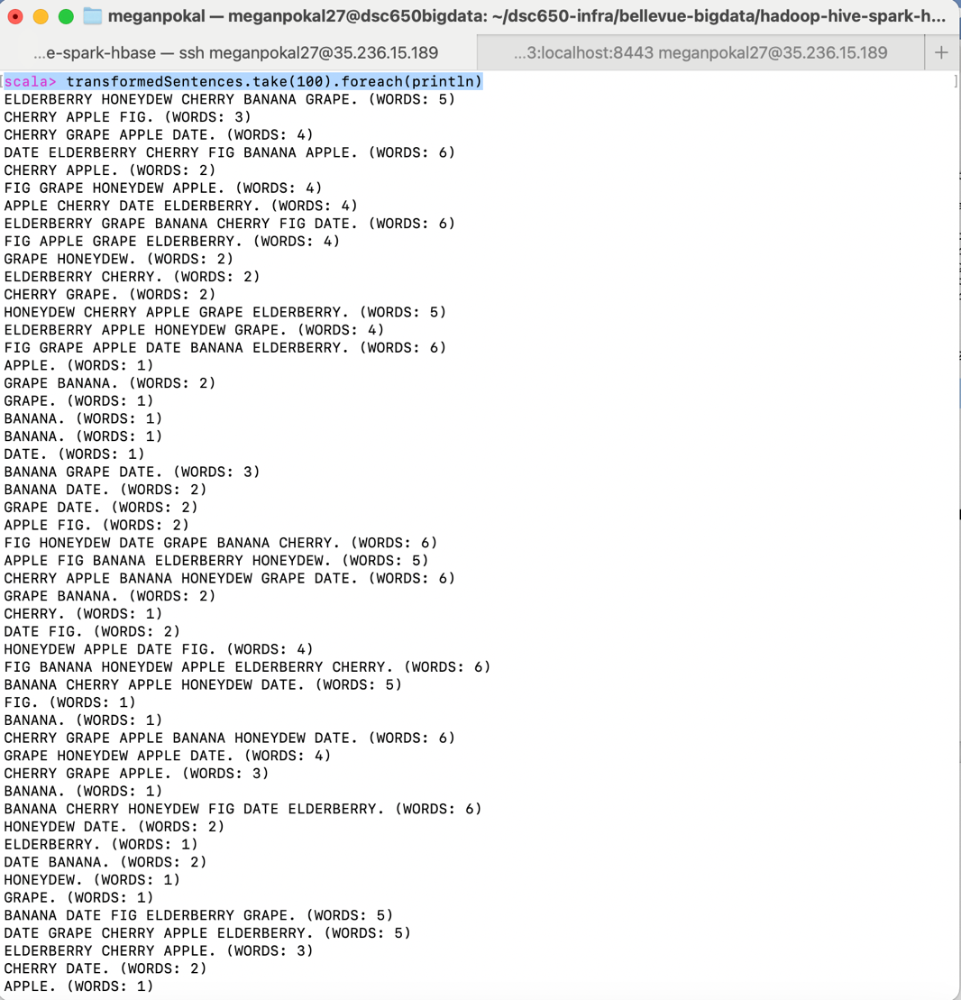 meganpokal — meganpokal27@dsc650bigdata: ~/dsc650-infra/bellevue-bigdata/hadoop-hive-spark-h...
...e-spark-hbase — ssh meganpokal27@35.236.15.189
...3:localhost:8443 meganpokal27@35.236.15.189
+
[scala> transformedSentences.take(100).foreach(println) ]
ELDERBERRY HONEYDEW CHERRY BANANA GRAPE. (WORDS: 5)
CHERRY APPLE FIG. (WORDS: 3)
CHERRY GRAPE APPLE DATE. (WORDS: 4)
DATE ELDERBERRY CHERRY FIG BANANA APPLE. (WORDS: 6)
CHERRY APPLE. (WORDS: 2)
FIG GRAPE HONEYDEW APPLE. (WORDS: 4)
APPLE CHERRY DATE ELDERBERRY. (WORDS: 4)
ELDERBERRY GRAPE BANANA CHERRY FIG DATE. (WORDS: 6)
FIG APPLE GRAPE ELDERBERRY. (WORDS: 4)
GRAPE HONEYDEW. (WORDS: 2)
ELDERBERRY CHERRY. (WORDS: 2)
CHERRY GRAPE. (WORDS: 2)
HONEYDEW CHERRY APPLE GRAPE ELDERBERRY. (WORDS: 5)
ELDERBERRY APPLE HONEYDEW GRAPE. (WORDS: 4)
FIG GRAPE APPLE DATE BANANA ELDERBERRY. (WORDS: 6)
APPLE. (WORDS: 1)
GRAPE BANANA. (WORDS: 2)
GRAPE. (WORDS: 1)
BANANA. (WORDS: 1)
BANANA. (WORDS: 1)
DATE. (WORDS: 1)
BANANA GRAPE DATE. (WORDS: 3)
BANANA DATE. (WORDS: 2)
GRAPE DATE. (WORDS: 2)
APPLE FIG. (WORDS: 2)
FIG HONEYDEW DATE GRAPE BANANA CHERRY. (WORDS: 6)
APPLE FIG BANANA ELDERBERRY HONEYDEW. (WORDS: 5)
CHERRY APPLE BANANA HONEYDEW GRAPE DATE. (WORDS: 6)
GRAPE BANANA. (WORDS: 2)
CHERRY. (WORDS: 1)
DATE FIG. (WORDS: 2)
HONEYDEW APPLE DATE FIG. (WORDS: 4)
FIG BANANA HONEYDEW APPLE ELDERBERRY CHERRY. (WORDS: 6)
BANANA CHERRY APPLE HONEYDEW DATE. (WORDS: 5)
FIG. (WORDS: 1)
BANANA. (WORDS: 1)
CHERRY GRAPE APPLE BANANA HONEYDEW DATE. (WORDS: 6)
GRAPE HONEYDEW APPLE DATE. (WORDS: 4)
CHERRY GRAPE APPLE. (WORDS: 3)
BANANA. (WORDS: 1)
BANANA CHERRY HONEYDEW FIG DATE ELDERBERRY. (WORDS: 6)
HONEYDEW DATE. (WORDS: 2)
ELDERBERRY. (WORDS: 1)
DATE BANANA. (WORDS: 2)
HONEYDEW. (WORDS: 1)
GRAPE. (WORDS: 1)
BANANA DATE FIG ELDERBERRY GRAPE. (WORDS: 5)
DATE GRAPE CHERRY APPLE ELDERBERRY. (WORDS: 5)
ELDERBERRY CHERRY APPLE. (WORDS: 3)
CHERRY DATE. (WORDS: 2)
APPLE. (WORDS: 1)